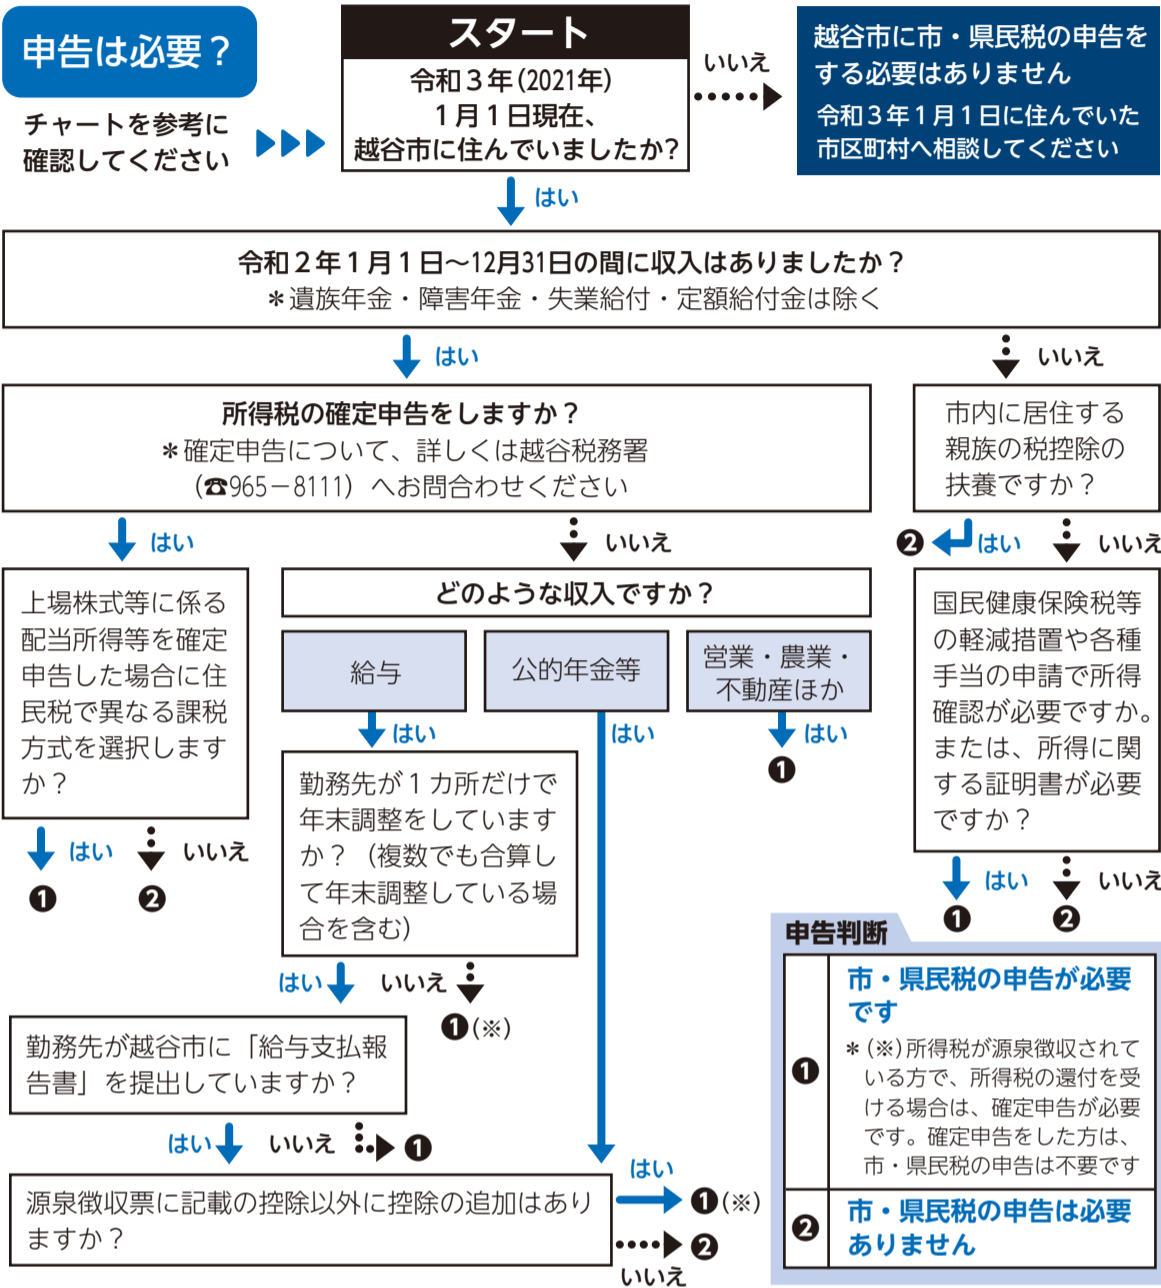 申告は必要？
チャートを参考に
確認してください
スタート
令和３年(2021年)
１月１日現在、
越谷市に住んでいましたか?
いいえ
越谷市に市・県民税の申告を
する必要はありません
令和３年１月１日に住んでいた
市区町村へ相談してください
はい
令和２年１月１日～12月31日の間に収入はありましたか？
＊遺族年金・障害年金・失業給付・定額給付金は除く
はい
いいえ
所得税の確定申告をしますか？
＊確定申告について、詳しくは越谷税務署
(☎965－8111）へお問合わせください
市内に居住する
親族の税控除の
扶養ですか？
はい
いいえ
❷
はい
いいえ
上場株式等に係る
配当所得等を確定
申告した場合に住
民税で異なる課税
方式を選択します
か？
はい
いいえ
❶
❷
どのような収入ですか？
給与
公的年金等
営業・農業・
不動産ほか
はい
はい
はい
❶
勤務先が１カ所だけで
年末調整をしています
か？（複数でも合算し
て年末調整している場
合を含む）
はい
いいえ
❶(※)
国民健康保険税等
の軽減措置や各種
手当の申請で所得
確認が必要ですか。
または、所得に関
する証明書が必要
ですか？
はい
いいえ
❶
❷
勤務先が越谷市に「給与支払報
告書」を提出していますか？
はい
いいえ
❶
源泉徴収票に記載の控除以外に控除の追加はあり
ますか？
はい
❶(※)
❷
いいえ
申告判断
❶
市・県民税の申告が必要
です
＊(※)所得税が源泉徴収されて
いる方で、所得税の還付を受
ける場合は、確定申告が必要
です。確定申告をした方は、
市・県民税の申告は不要です
❷
市・県民税の申告は必要
ありません